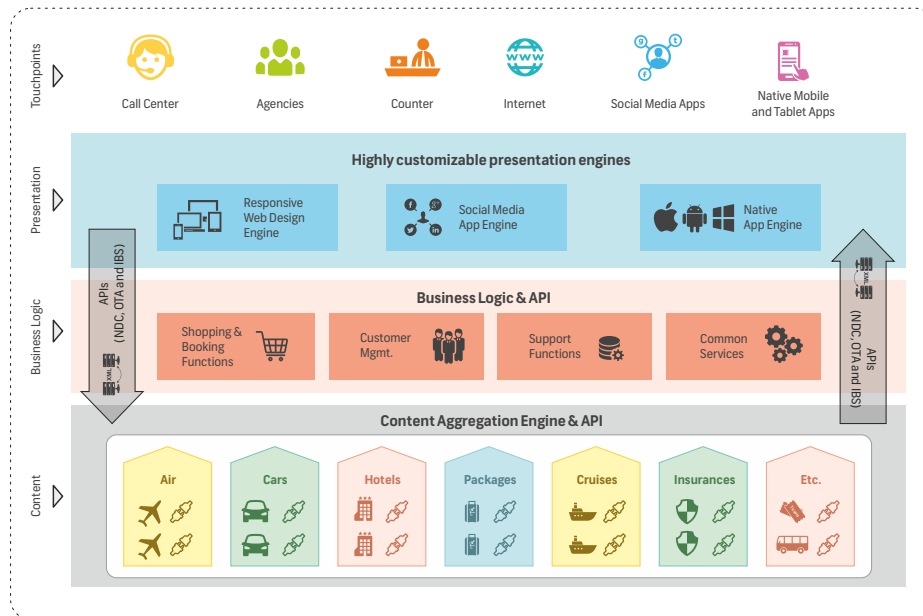 Touchpoints
Call Center
Agencies
Counter
www
Internet
g
t
f
Social Media Apps
Native Mobile
and Tablet Apps
Presentation
Highly customizable presentation engines
Responsive
Web Design
Engine
Social Media
App Engine
Native
App Engine
APIs
(NDC, OTA and IBS)
XML
Business Logic
Business Logic & API
Shopping &
Booking
Functions
Customer
Mgmt.
Support
Functions
Common
Services
XML
APIs
(NDC, OTA and IBS)
Content
Content Aggregation Engine & API
Air
Cars
Hotels
Packages
Cruises
Insurances
Etc.